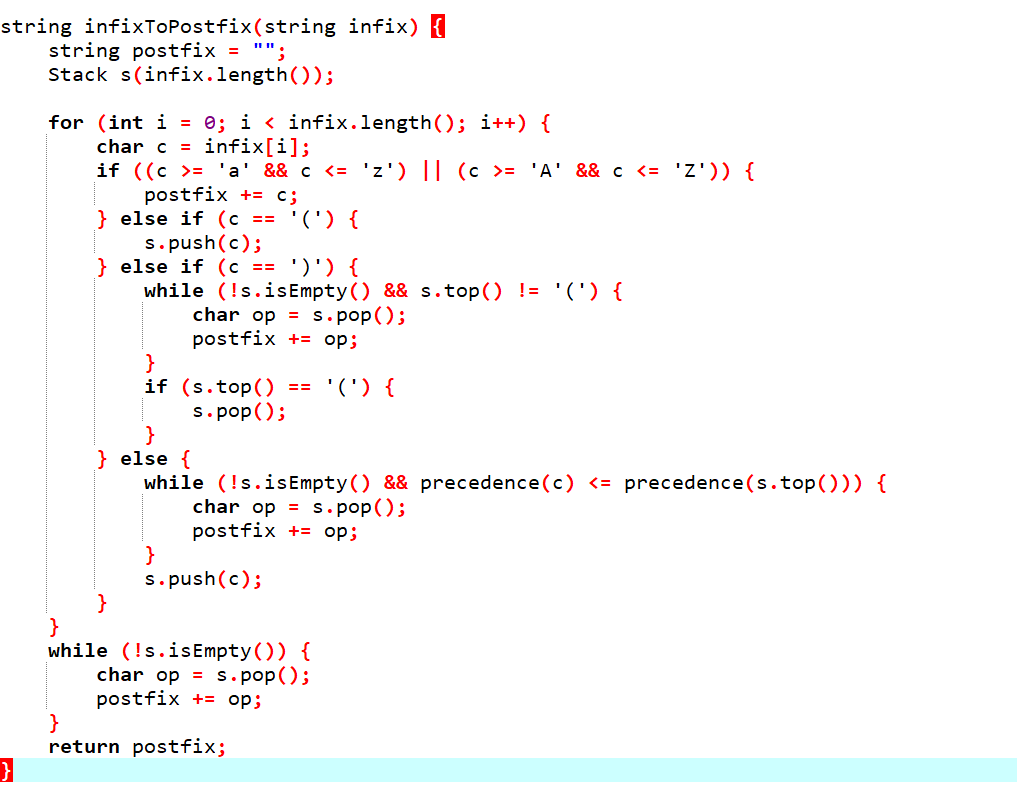 string infixToPostfix(string infix) {
    string postfix = "";
    Stack s(infix.length());

    for (int i = 0; i < infix.length(); i++) {
        char c = infix[i];
        if ((c >= 'a' && c <= 'z') || (c >= 'A' && c <= 'Z')) {
            postfix += c;
        } else if (c == '(') {
            s.push(c);
        } else if (c == ')') {
            while (!s.isEmpty() && s.top() != '(') {
                char op = s.pop();
                postfix += op;
            }
            if (s.top() == '(') {
                s.pop();
            }
        } else {
            while (!s.isEmpty() && precedence(c) <= precedence(s.top())) {
                char op = s.pop();
                postfix += op;
            }
            s.push(c);
        }
    }
    while (!s.isEmpty()) {
        char op = s.pop();
        postfix += op;
    }
    return postfix;
}